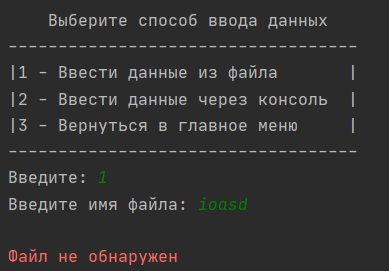 Выберите способ ввода данных
-----------------------------------
|1 - Ввести данные из файла       |
|2 - Ввести данные через консоль  |
|3 - Вернуться в главное меню     |
-----------------------------------
Введите: 1
Введите имя файла: ioasd
Файл не обнаружен